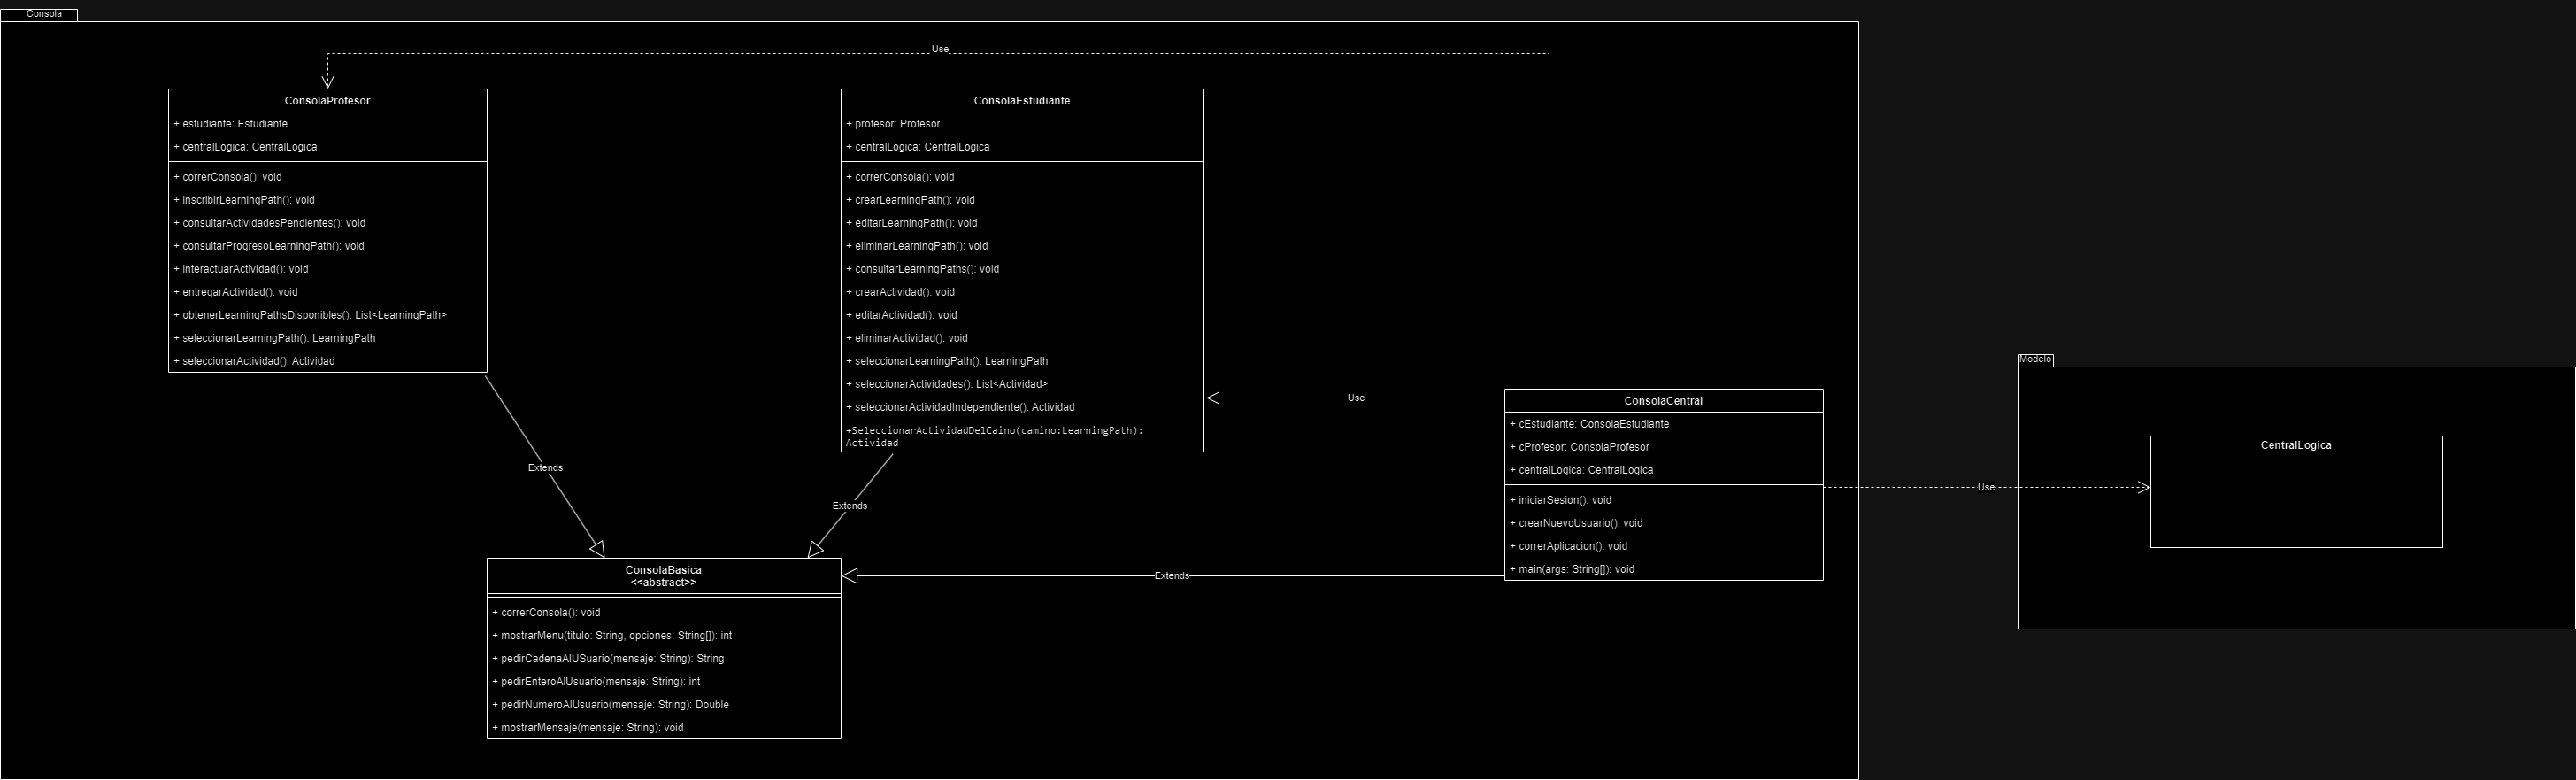 Consola
Use
ConsolaProfesor
+ estudiante: Estudiante
+ centralLogica: CentralLogica
+ correrConsola(): void
+ inscribirLearningPath(): void
+ consultarActividadesPendientes(): void
+ consultarProgresoLearningPath(): void
+ interactuarActividad(): void
+ entregarActividad(): void
+ obtenerLearningPathsDisponibles(): List<LearningPath>
+ seleccionarLearningPath(): LearningPath
+ seleccionarActividad(): Actividad
ConsolaEstudiante
+ profesor: Profesor
+ centralLogica: CentralLogica
+ correrConsola(): void
+ crearLearningPath(): void
+ editarLearningPath(): void
+ eliminarLearningPath(): void
+ consultarLearningPaths(): void
+ crearActividad(): void
+ editarActividad(): void
+ eliminarActividad(): void
+ seleccionarLearningPath(): LearningPath
+ seleccionarActividades(): List<Actividad>
+ seleccionarActividadIndependiente(): Actividad
+SeleccionarActividadDelCaino(camino:LearningPath):
Actividad
Use
ConsolaCentral
+ cEstudiante: ConsolaEstudiante
+ cProfesor: ConsolaProfesor
+ centralLogica: CentralLogica
+ iniciarSesion(): void
+ crearNuevoUsuario(): void
+ correrAplicacion(): void
+ main(args: String[]): void
Extends
Extends
Extends
ConsolaBasica
<<abstract>>
+ correrConsola(): void
+ mostrarMenu(titulo: String, opciones: String[]): int
+ pedirCadenaAlUSuario(mensaje: String): String
+ pedirEnteroAlUsuario(mensaje: String): int
+ pedirNumeroAlUsuario(mensaje: String): Double
+ mostrarMensaje(mensaje: String): void
Use
Modelo
CentralLogica